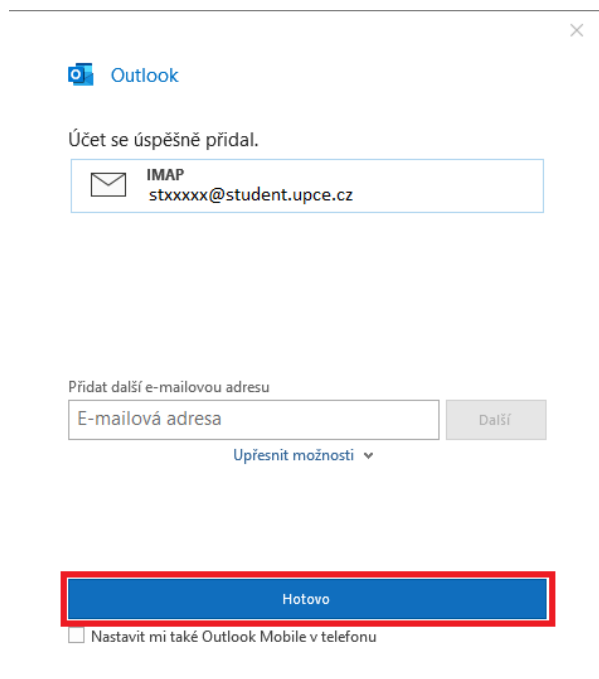 Outlook
Účet se úspěšně přidal.
IMAP
stxxxxx@student.upce.cz
Přidat další e-mailovou adresu
E-mailová adresa
Další
Upřesnit možnosti
Hotovo
Nastavit mi také Outlook Mobile v telefonu